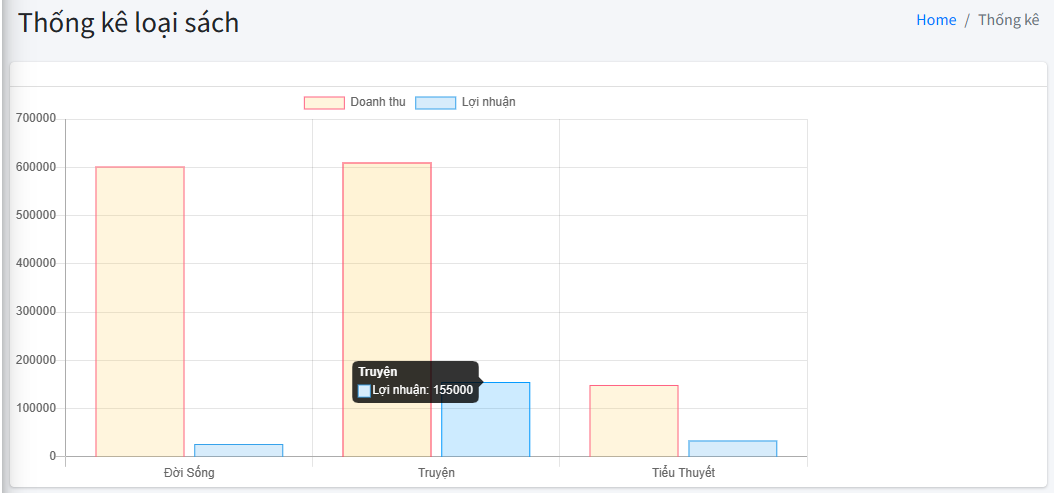 Thống kê loại sách
Home / Thống kê
Doanh thu Lợi nhuận
700000
600000
500000
400000
300000
200000
100000
0
Truyện
Lợi nhuận: 155000
Đời Sống Truyện Tiểu Thuyết